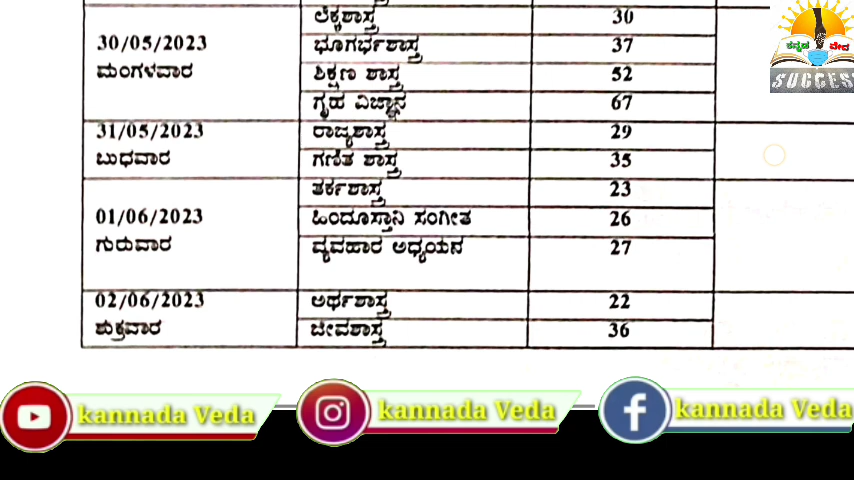 ಲೆಕ್ಕಶಾಸ್ತ್ರ 30
30/05/2023 ಭೂಗರ್ಭಶಾಸ್ತ್ರ 37
ಮಂಗಳವಾರ ಶಿಕ್ಷಣ ಶಾಸ್ತ್ರ 52
ಗೃಹ ವಿಜ್ಞಾನ 67
31/05/2023 ರಾಜ್ಯಶಾಸ್ತ್ರ 29
ಬುಧವಾರ ಗಣಿತ ಶಾಸ್ತ್ರ 35
ತರ್ಕಶಾಸ್ತ್ರ 23
01/06/2023 ಹಿಂದೂಸ್ತಾನಿ ಸಂಗೀತ 26
ಗುರುವಾರ ವ್ಯವಹಾರ ಅಧ್ಯಯನ 27
02/06/2023 ಅರ್ಥಶಾಸ್ತ್ರ 22
ಶುಕ್ರವಾರ ಜೀವಶಾಸ್ತ್ರ 36
ಕನ್ನಡ ವೇದ
SUCCESS
kannada Veda kannada Veda kannada Veda